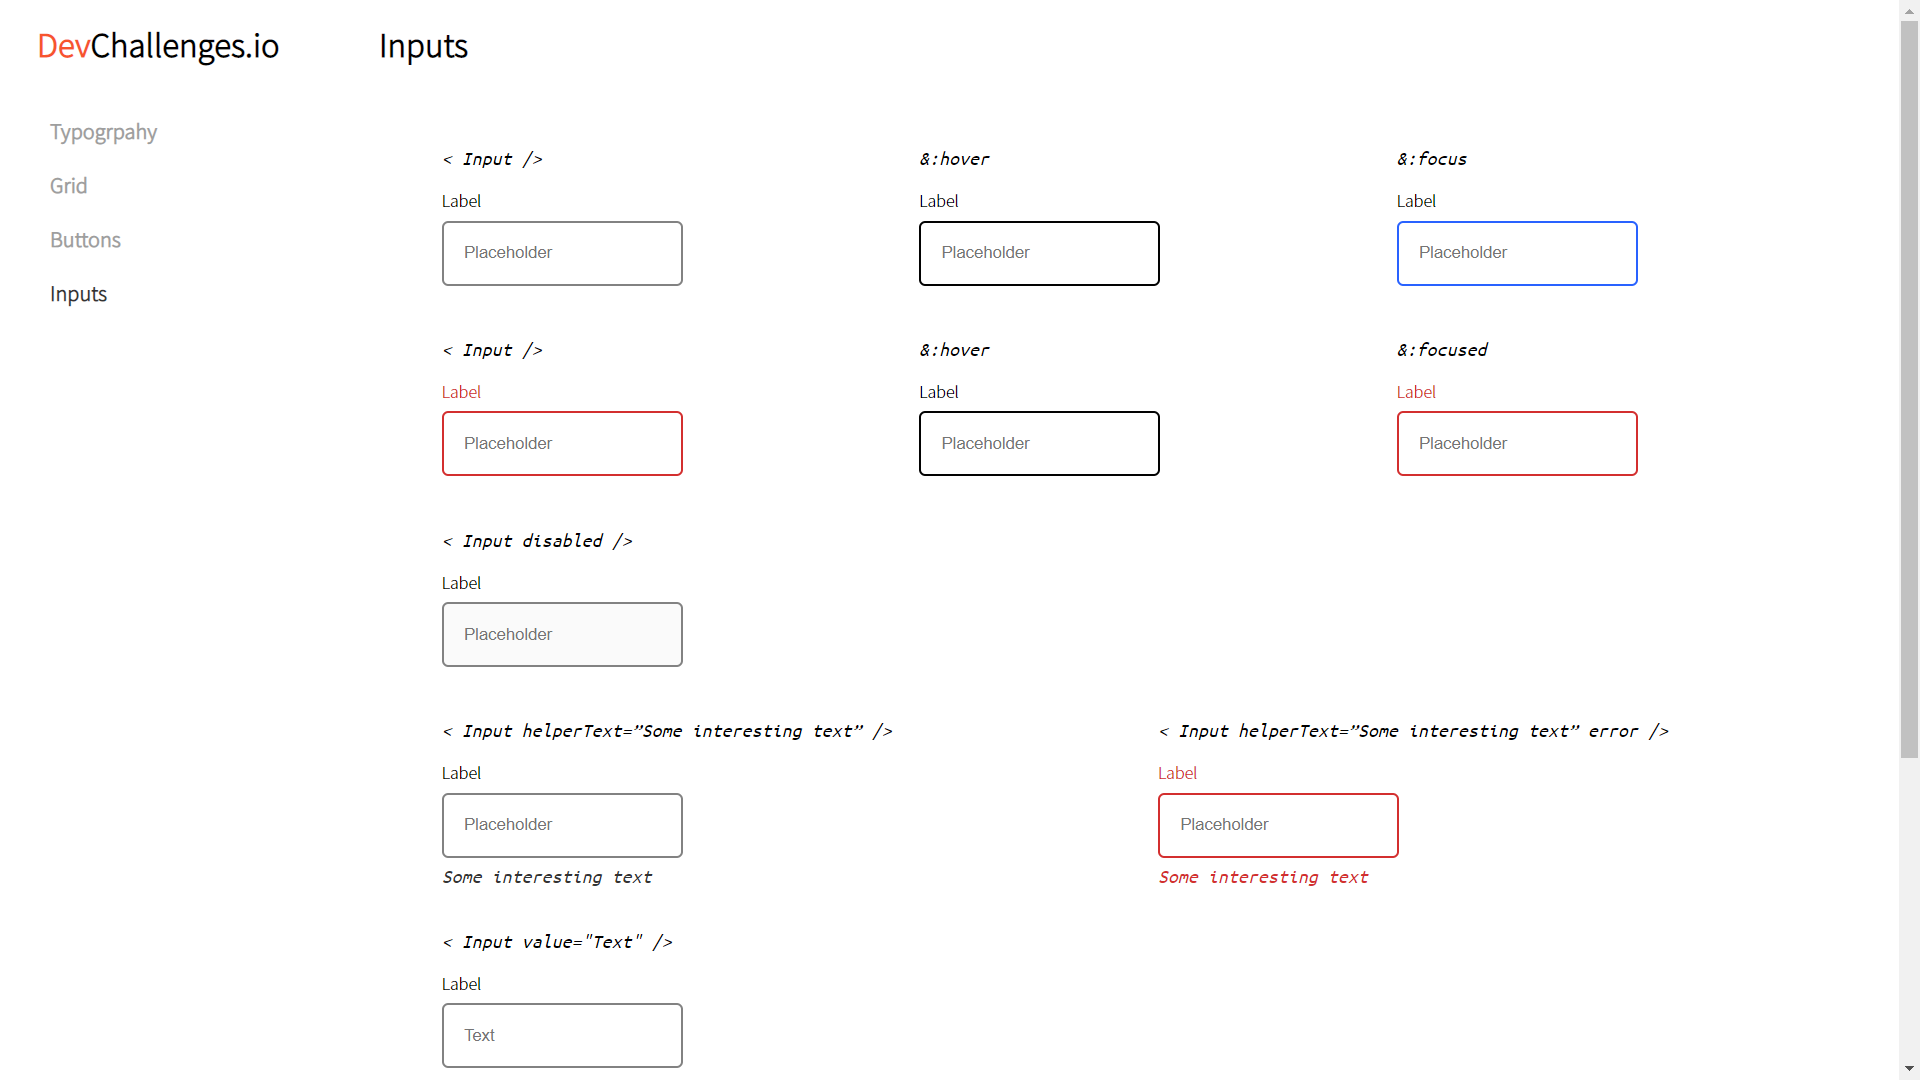 DevChallenges.io
Inputs
Typogrpahy
Grid
Buttons
Inputs
< Input />
&:hover
&:focus
Label
Label
Label
Placeholder
Placeholder
Placeholder
< Input />
&:hover
&:focused
Label
Label
Label
Placeholder
Placeholder
Placeholder
< Input disabled />
Label
Placeholder
< Input helperText=”Some interesting text” />
< Input helperText=”Some interesting text” error />
Label
Label
Placeholder
Placeholder
Some interesting text
Some interesting text
< Input value="Text" />
Label
Text